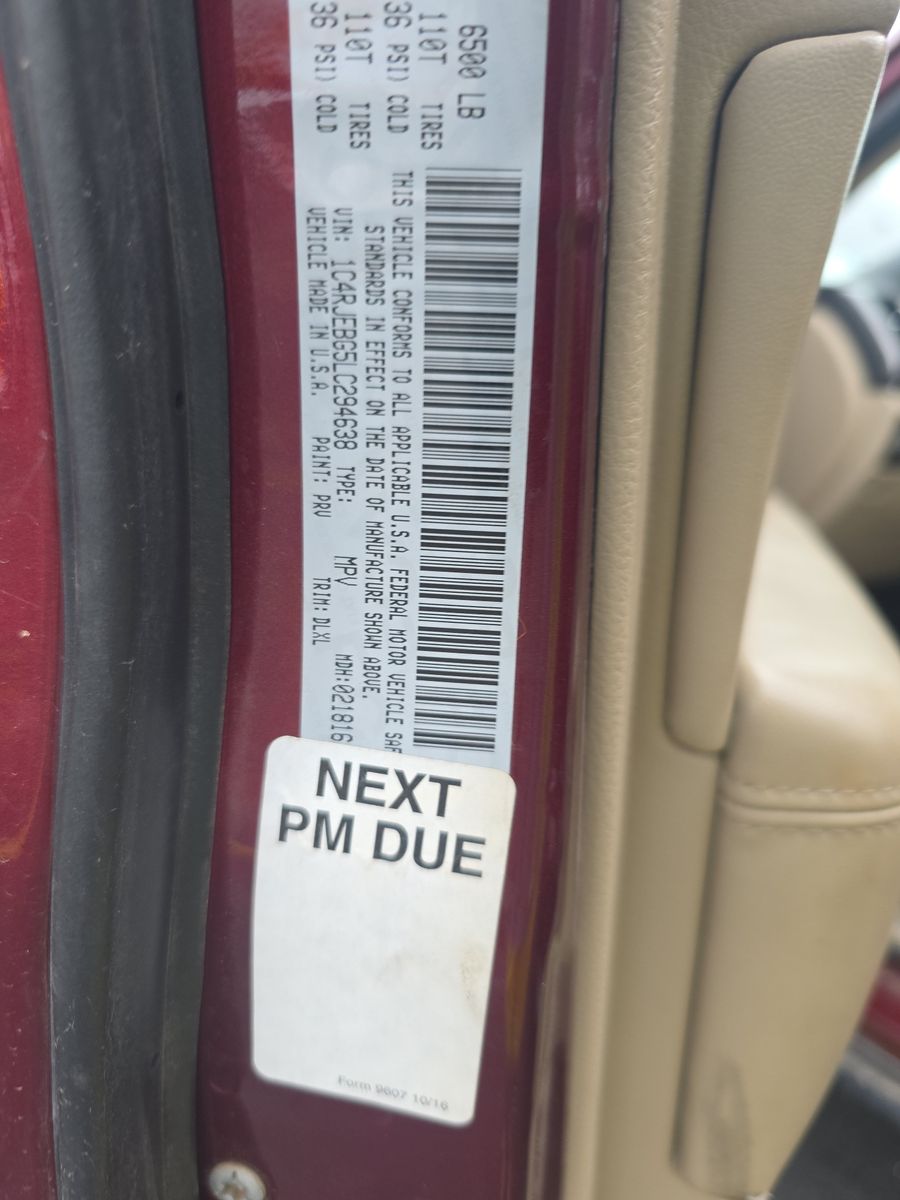 6500 LB
110T TIRES
36 PSI) COLD
110T TIRES
36 PSI) COLD
THIS VEHICLE CONFORMS TO ALL APPLICABLE U.S.A. FEDERAL MOTOR VEHICLE SAF
STANDARDS IN EFFECT ON THE DATE OF MANUFACTURE SHOWN ABOVE.
VIN: 1C4RJEBG5LC294638 TYPE: MPV MDH:021816
VEHICLE MADE IN U.S.A. PAINT: PRV TRIM: DLXL
NEXT
PM DUE
Form 9607 10/16